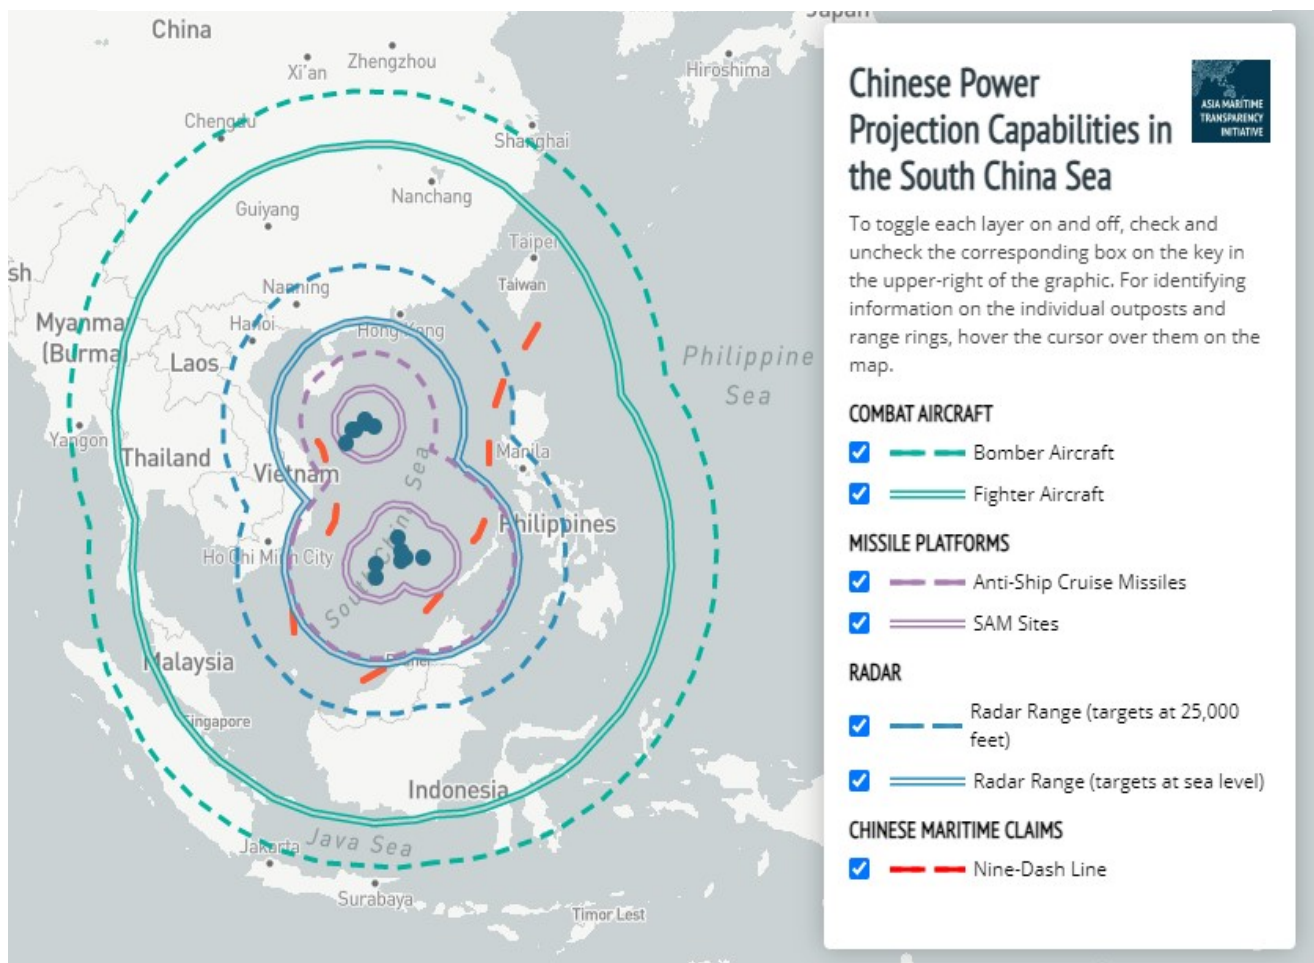 China
Japan
Zhengzhou
Xi'an
Hiroshima
Chengdu
Shanghai
Nanchang
Guiyang
Taipei
sh
Nanning
Taiwan
Myanmar
Hanoi
Hong Kong
(Burma
Laos
Philippine
Sea
Yangon
Manila
Thailand
Vietnam
Philippines
Ho Chi Minh City
South China Sea
Malaysia
Brunei
Singapore
Indonesia
Java Sea
Jakarta
Surabaya
Timor Lest
Chinese Power
Projection Capabilities in
the South China Sea
ASIA MARITIME
TRANSPARENCY
INITIATIVE
To toggle each layer on and off, check and
uncheck the corresponding box on the key in
the upper-right of the graphic. For identifying
information on the individual outposts and
range rings, hover the cursor over them on the
map.
COMBAT AIRCRAFT
Bomber Aircraft
Fighter Aircraft
MISSILE PLATFORMS
Anti-Ship Cruise Missiles
SAM Sites
RADAR
Radar Range (targets at 25,000
feet)
Radar Range (targets at sea level)
CHINESE MARITIME CLAIMS
Nine-Dash Line